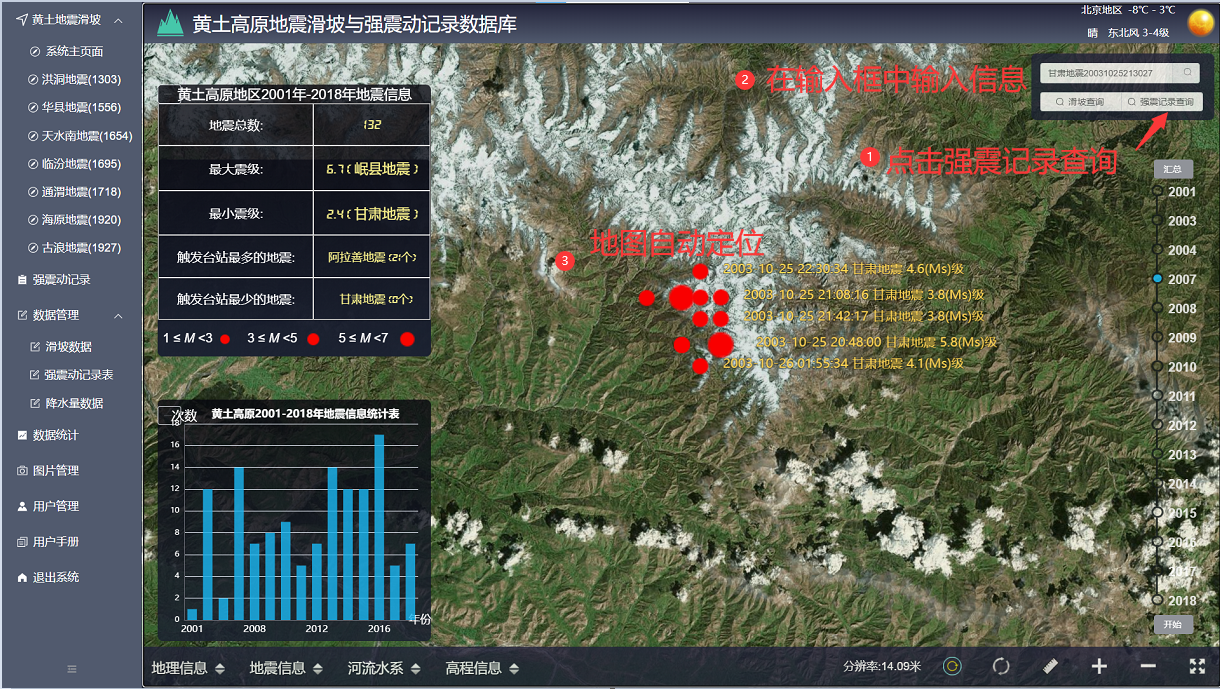 黄土地震滑坡
系统主页面
洪洞地震(1303)
华县地震(1556)
天水南地震(1654)
临汾地震(1695)
通渭地震(1718)
海原地震(1920)
古浪地震(1927)
强震动记录
数据管理
滑坡数据
强震动记录表
降水量数据
数据统计
图片管理
用户管理
用户手册
退出系统
黄土高原地震滑坡与强震动记录数据库
北京地区 -8℃ - 3℃
晴 东北风 3-4级
甘肃地震20031025213027
滑坡查询 强震记录查询
② 在输入框中输入信息
① 点击强震记录查询
③ 地图自动定位
黄土高原地区2001年-2018年地震信息
地震总数: 132
最大震级: 6.7(岷县地震)
最小震级: 2.4(甘肃地震)
触发台站最多的地震: 阿拉善地震(21个)
触发台站最少的地震: 甘肃地震(0个)
1 ≤ M <3 3 ≤ M <5 5 ≤ M <7
2003-10-25 22:30:34 甘肃地震 4.6(Ms)级
2003-10-25 21:08:16 甘肃地震 3.8(Ms)级
2003-10-25 21:42:17 甘肃地震 3.8(Ms)级
2003-10-25 20:48:00 甘肃地震 5.8(Ms)级
2003-10-26 01:55:34 甘肃地震 4.1(Ms)级
汇总
2001
2003
2004
2007
2008
2009
2010
2011
2012
2013
2014
2015
2016
2017
2018
开始
次数 黄土高原2001-2018年地震信息统计表
18
16
14
12
10
8
6
4
2
0
2001 2008 2012 2016
年份
地理信息 地震信息 河流水系 高程信息
分辨率:14.09米